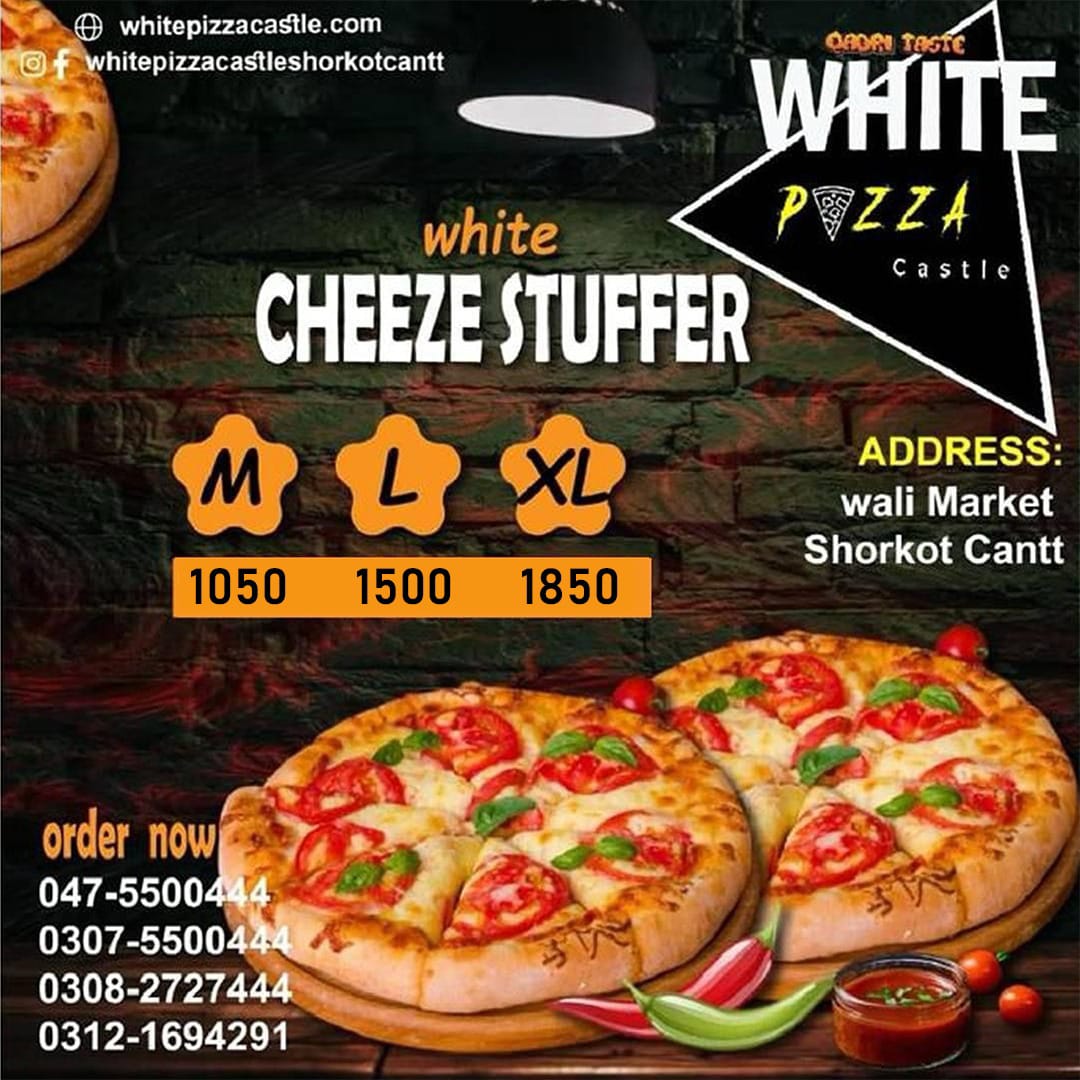 whitepizzacastle.com
whitepizzacastleshorkotcantt
QADRI TASTE
WHITE
PIZZA
Castle
white
CHEEZE STUFFER
M L XL
1050 1500 1850
ADDRESS:
wali Market
Shorkot Cantt
order now
047-5500444
0307-5500444
0308-2727444
0312-1694291